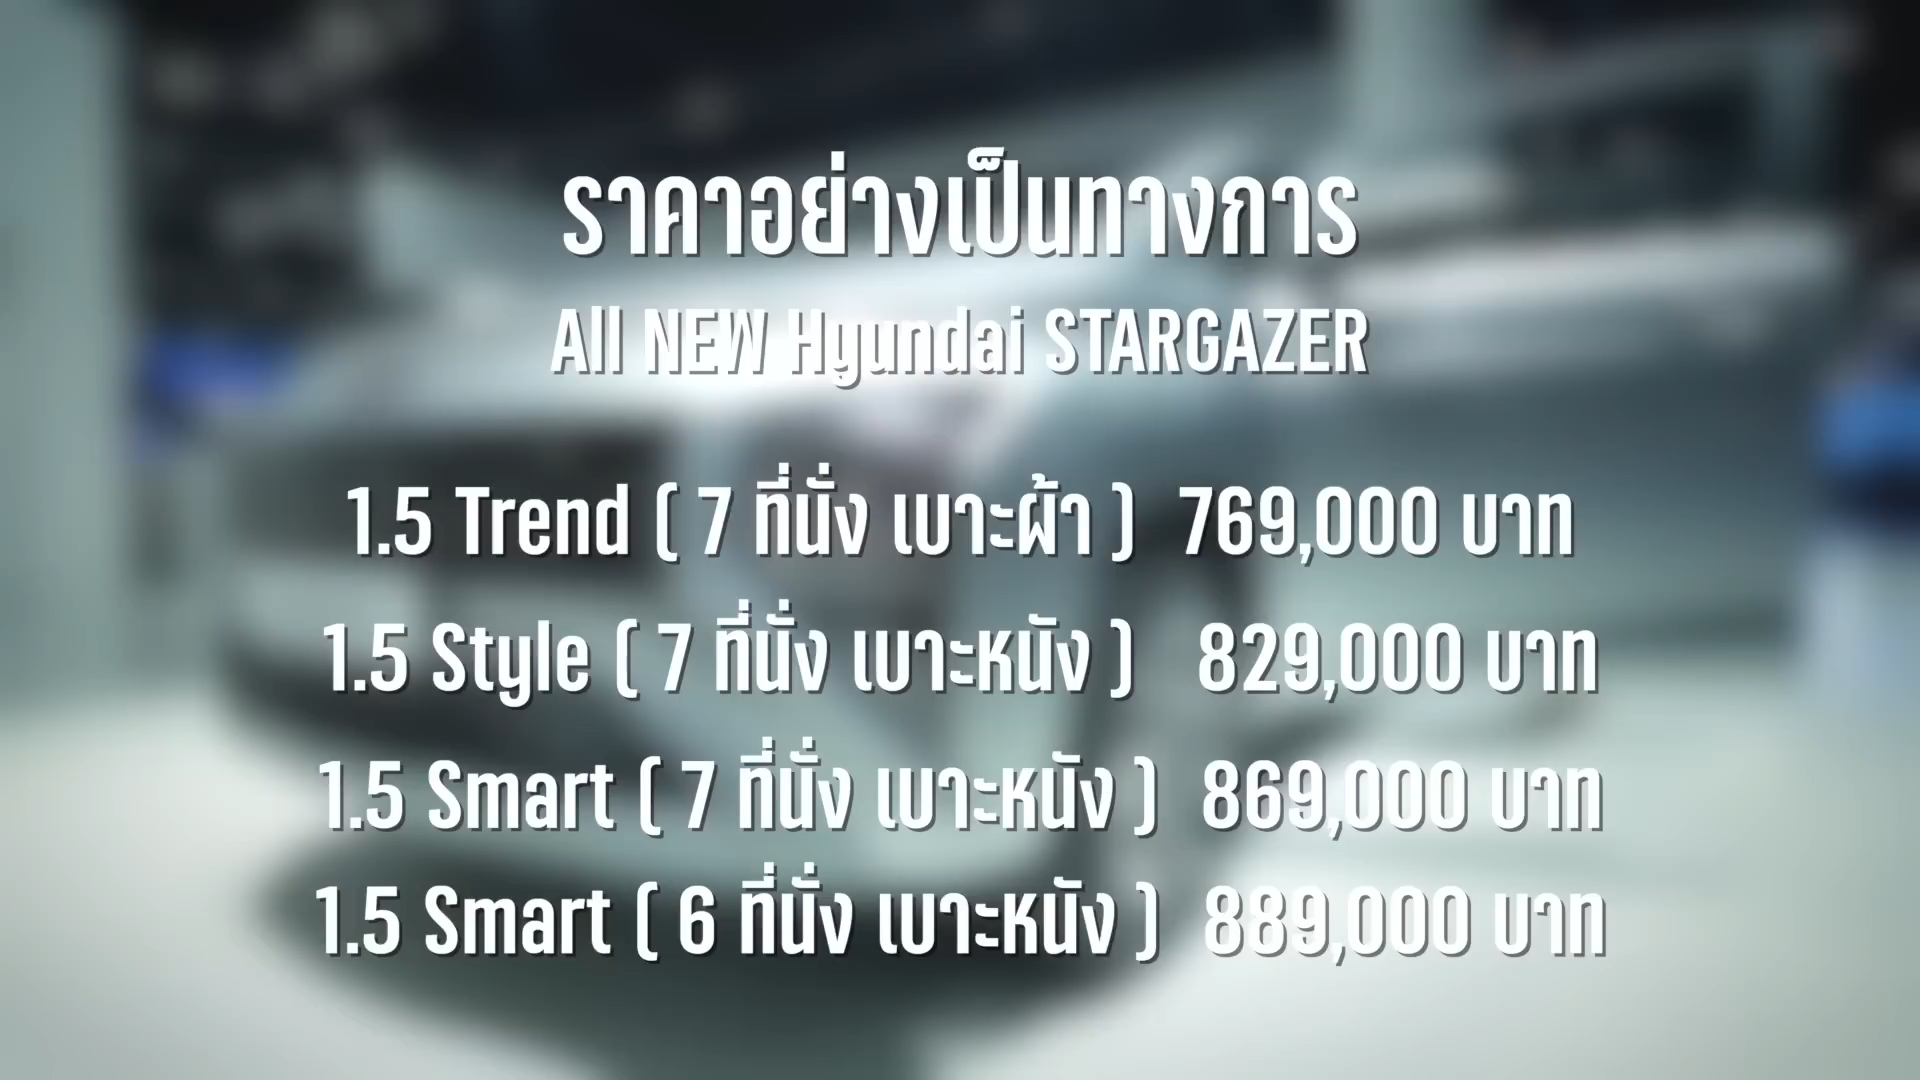 ราคาอย่างเป็นทางการ
All NEW Hyundai STARGAZER
1.5 Trend ( 7 ที่นั่ง เบาะผ้า ) 769,000 บาท
1.5 Style ( 7 ที่นั่ง เบาะหนัง ) 829,000 บาท
1.5 Smart ( 7 ที่นั่ง เบาะหนัง ) 869,000 บาท
1.5 Smart ( 6 ที่นั่ง เบาะหนัง ) 889,000 บาท